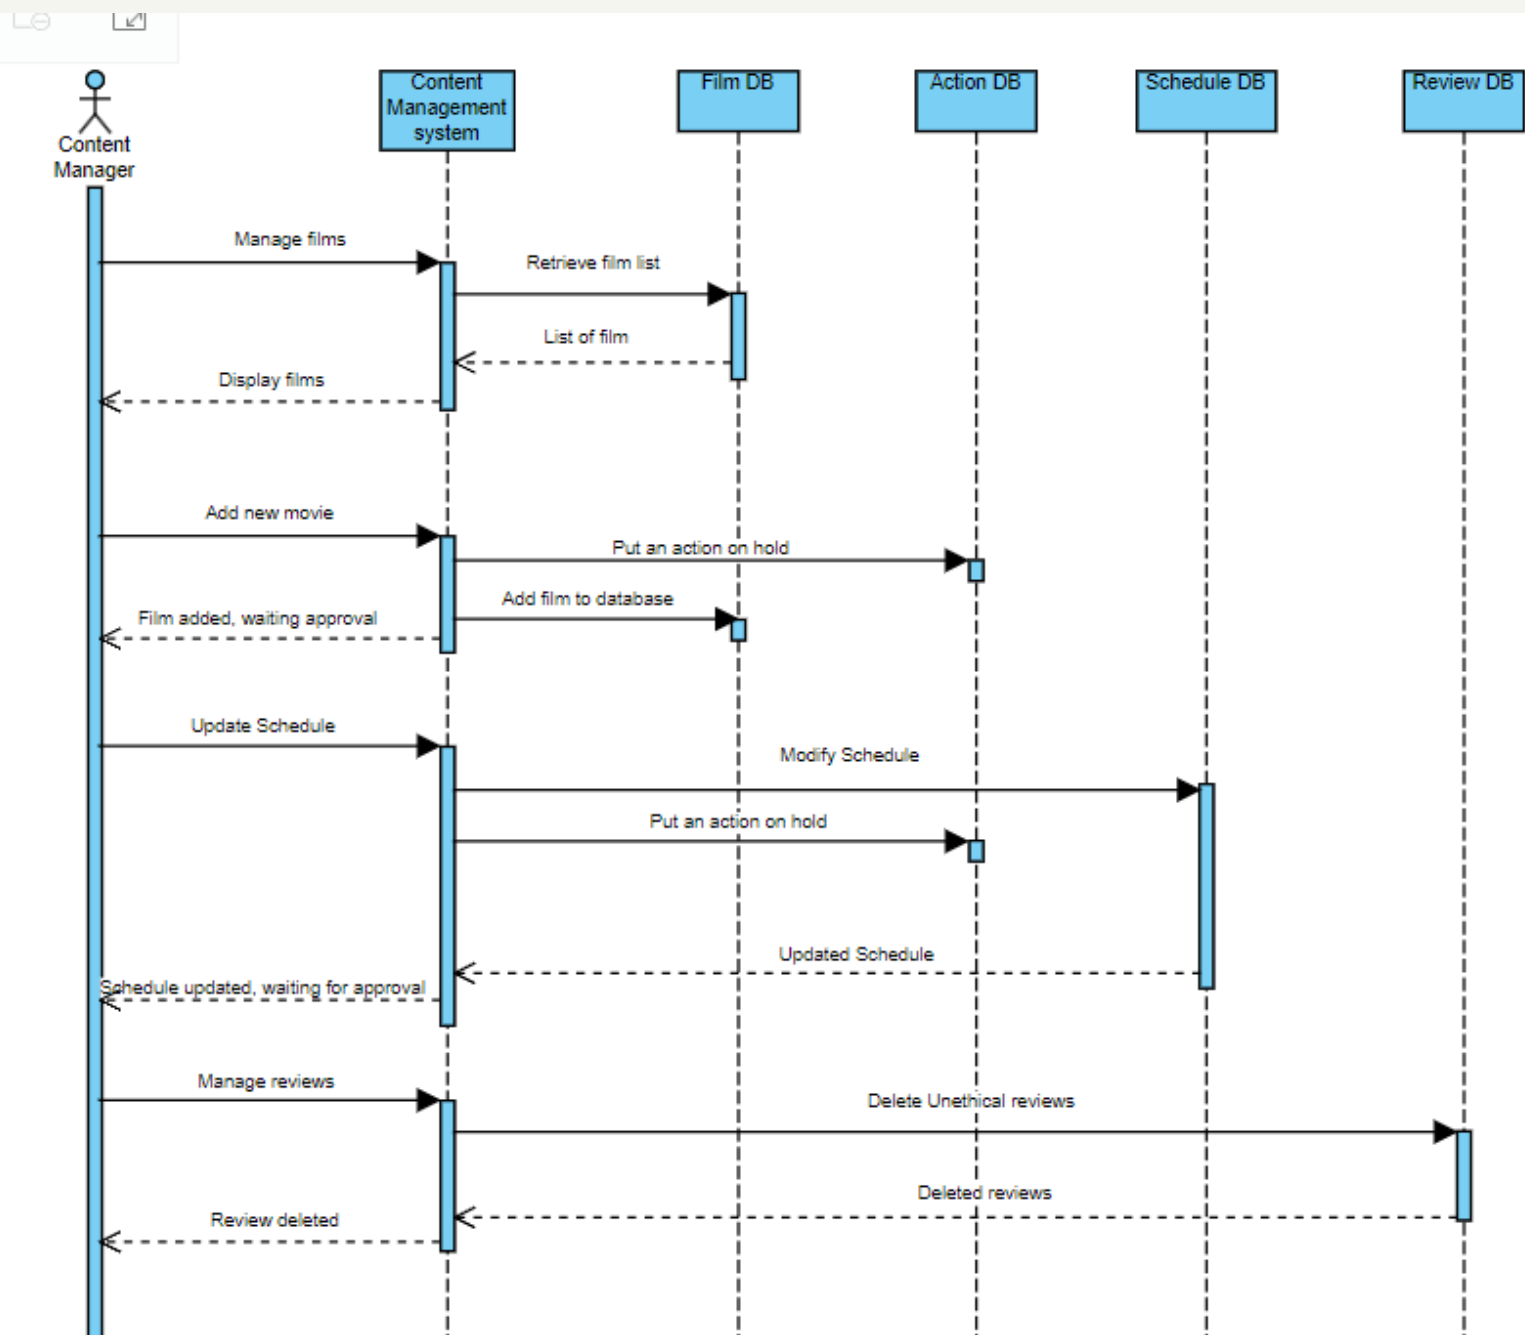 Content
Manager
Content
Management
system
Film DB
Action DB
Schedule DB
Review DB
Manage films
Retrieve film list
List of film
Display films
Add new movie
Put an action on hold
Add film to database
Film added, waiting approval
Update Schedule
Modify Schedule
Put an action on hold
Updated Schedule
Schedule updated, waiting for approval
Manage reviews
Delete Unethical reviews
Deleted reviews
Review deleted